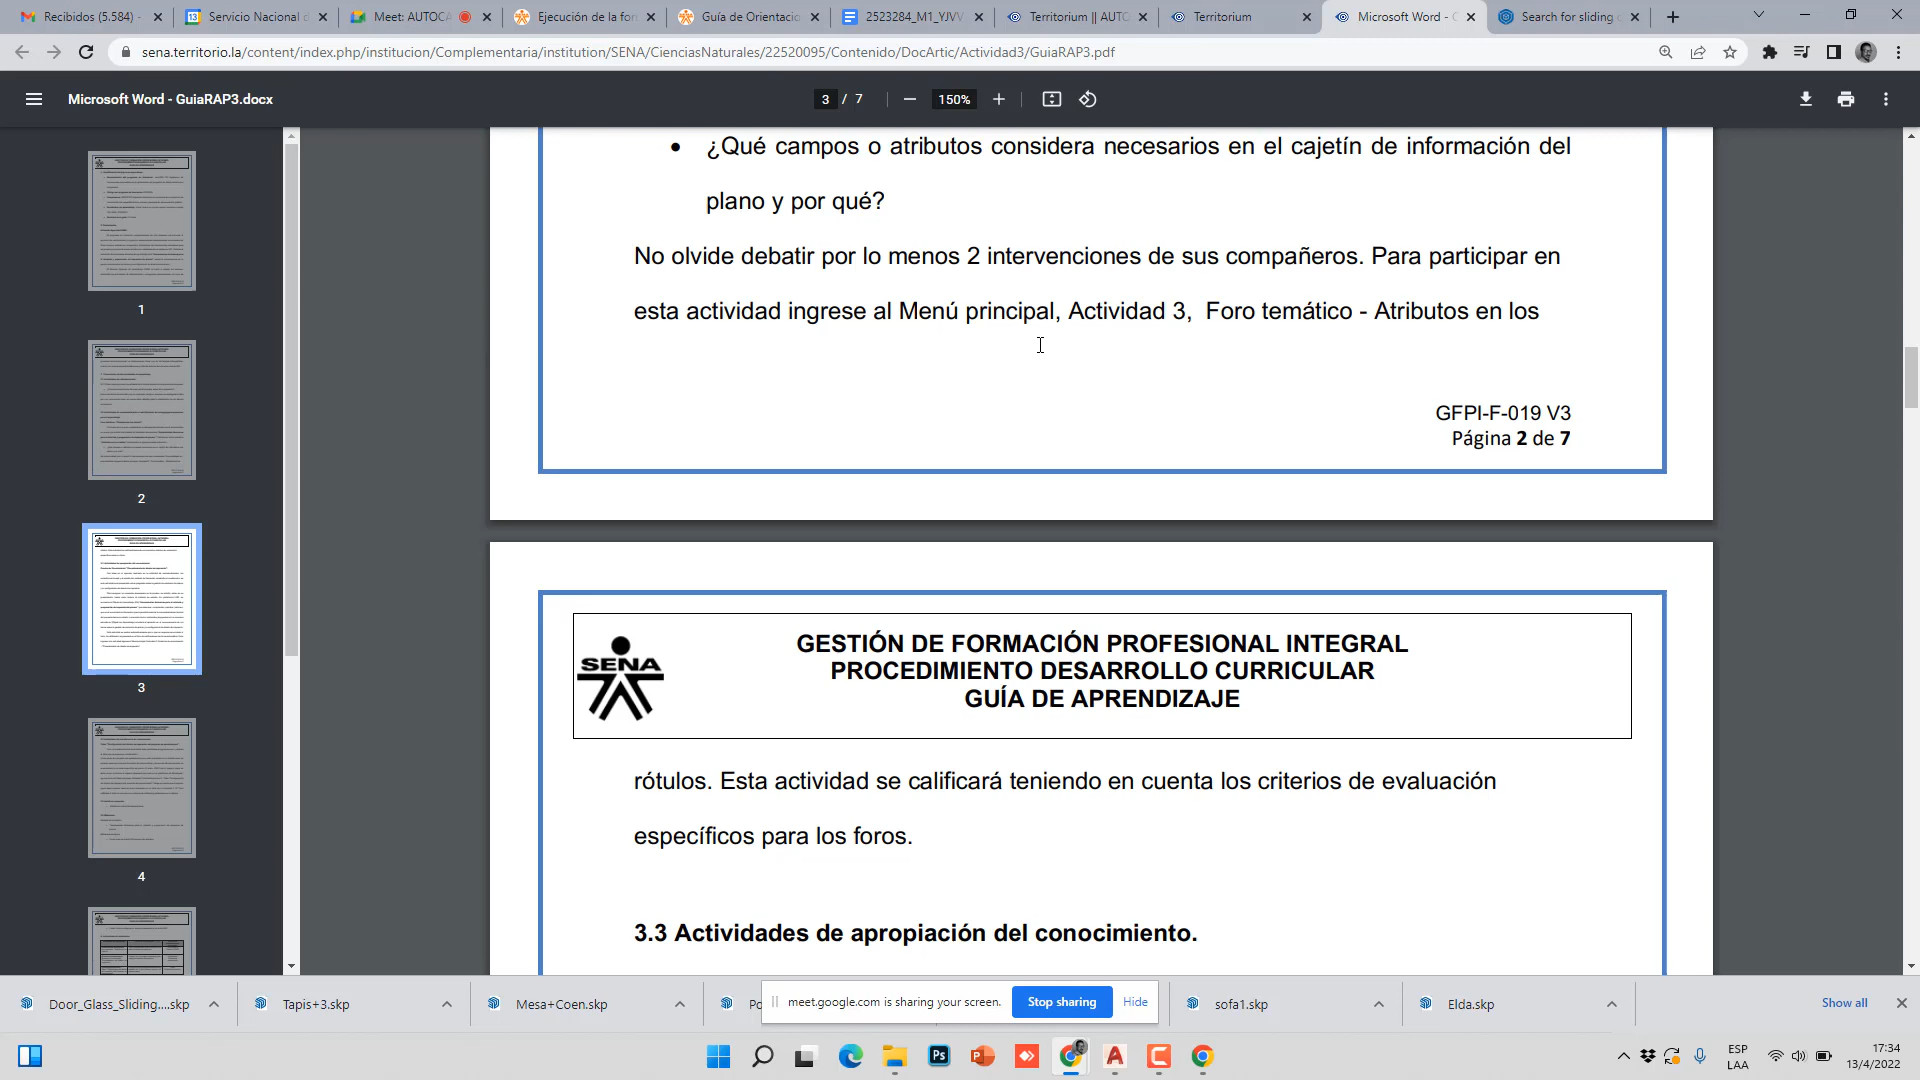 Recibidos (5.584) -
Servicio Nacional d
Meet: AUTOCA
Ejecución de la for
Guía de Orientacio
2523284_M1_YJVV
Territorium || AUTO
Territorium
Microsoft Word - G
Search for sliding
sena.territorio.la/content/index.php/institucion/Complementaria/institution/SENA/CienciasNaturales/22520095/Contenido/DocArtic/Actividad3/GuiaRAP3.pdf
Microsoft Word - GuiaRAP3.docx
3 / 7
150%
1
2
3
4
¿Qué campos o atributos considera necesarios en el cajetín de información del
plano y por qué?
No olvide debatir por lo menos 2 intervenciones de sus compañeros. Para participar en
esta actividad ingrese al Menú principal, Actividad 3, Foro temático - Atributos en los
GFPI-F-019 V3
Página 2 de 7
SENA
GESTIÓN DE FORMACIÓN PROFESIONAL INTEGRAL
PROCEDIMIENTO DESARROLLO CURRICULAR
GUÍA DE APRENDIZAJE
rótulos. Esta actividad se calificará teniendo en cuenta los criterios de evaluación
específicos para los foros.
3.3 Actividades de apropiación del conocimiento.
Door_Glass_Sliding....skp
Tapis+3.skp
Mesa+Coen.skp
Po
meet.google.com is sharing your screen.
Stop sharing
Hide
sofa1.skp
Elda.skp
Show all
ESP
LAA
17:34
13/4/2022